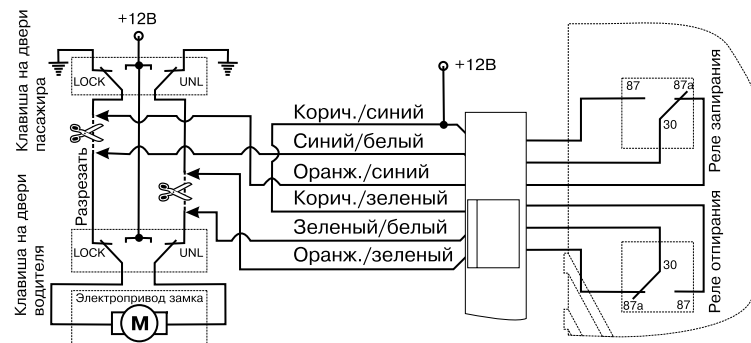 +12В
Клавиша на двери
пасажира
LOCK
UNL
Разрезать
Клавиша на двери
водителя
LOCK
UNL
Электропривод замка
М
+12В
Корич./синий
Синий/белый
Оранж./синий
Корич./зеленый
Зеленый/белый
Оранж./зеленый
87
87а
30
Реле запирания
30
87а
87
Реле отпирания